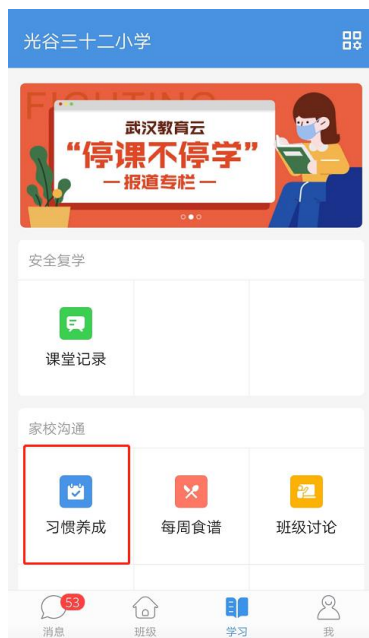 光谷三十二小学
FIGHTING
武汉教育云
“停课不停学”
一报道专栏一
安全复学
课堂记录
家校沟通
习惯养成
每周食谱
班级讨论
53
消息
班级
学习
我